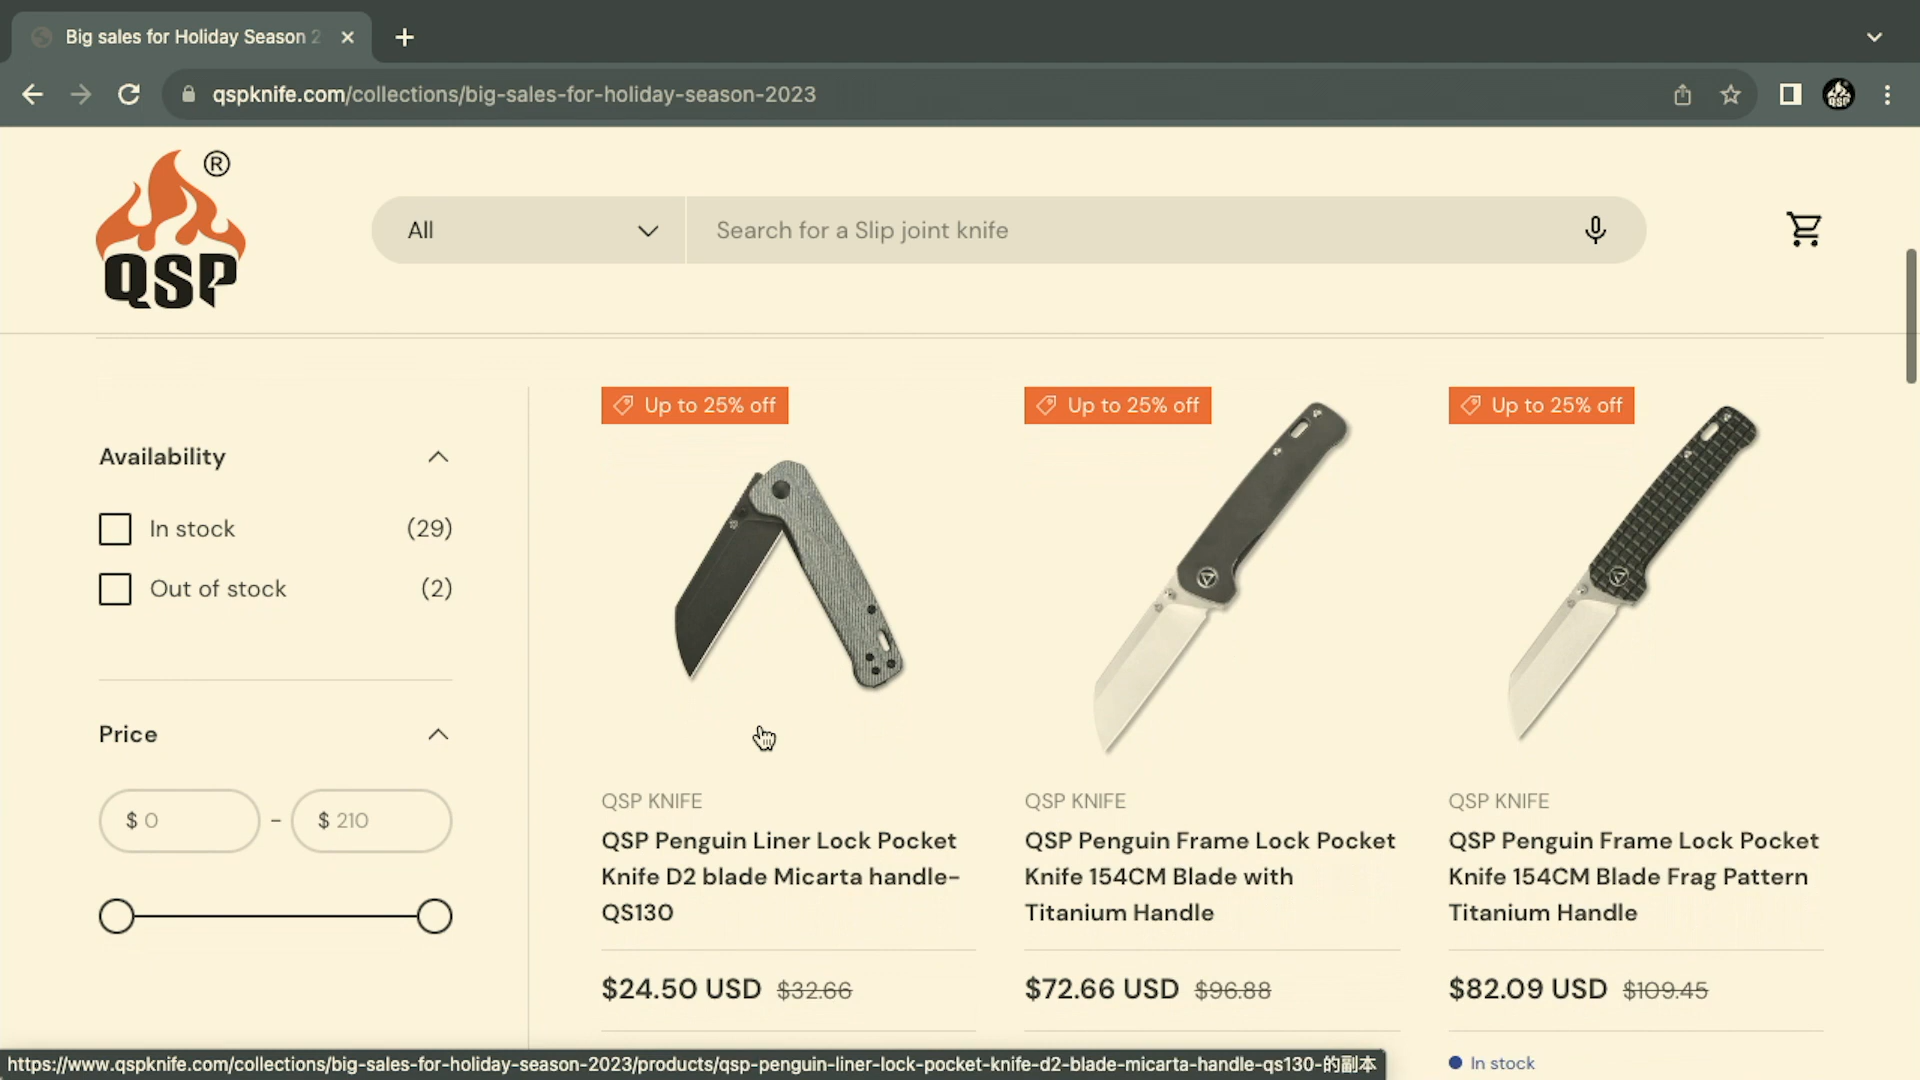 Big sales for Holiday Season 2
qspknife.com/collections/big-sales-for-holiday-season-2023
QSP
®
QSP
All
Search for a Slip joint knife
Availability
In stock (29)
Out of stock (2)
Price
$ 0 - $ 210
Up to 25% off
QSP KNIFE
QSP Penguin Liner Lock Pocket
Knife D2 blade Micarta handle-
QS130
$24.50 USD $32.66
Up to 25% off
QSP KNIFE
QSP Penguin Frame Lock Pocket
Knife 154CM Blade with
Titanium Handle
$72.66 USD $96.88
Up to 25% off
QSP KNIFE
QSP Penguin Frame Lock Pocket
Knife 154CM Blade Frag Pattern
Titanium Handle
$82.09 USD $109.45
In stock
https://www.qspknife.com/collections/big-sales-for-holiday-season-2023/products/qsp-penguin-liner-lock-pocket-knife-d2-blade-micarta-handle-qs130-的副本